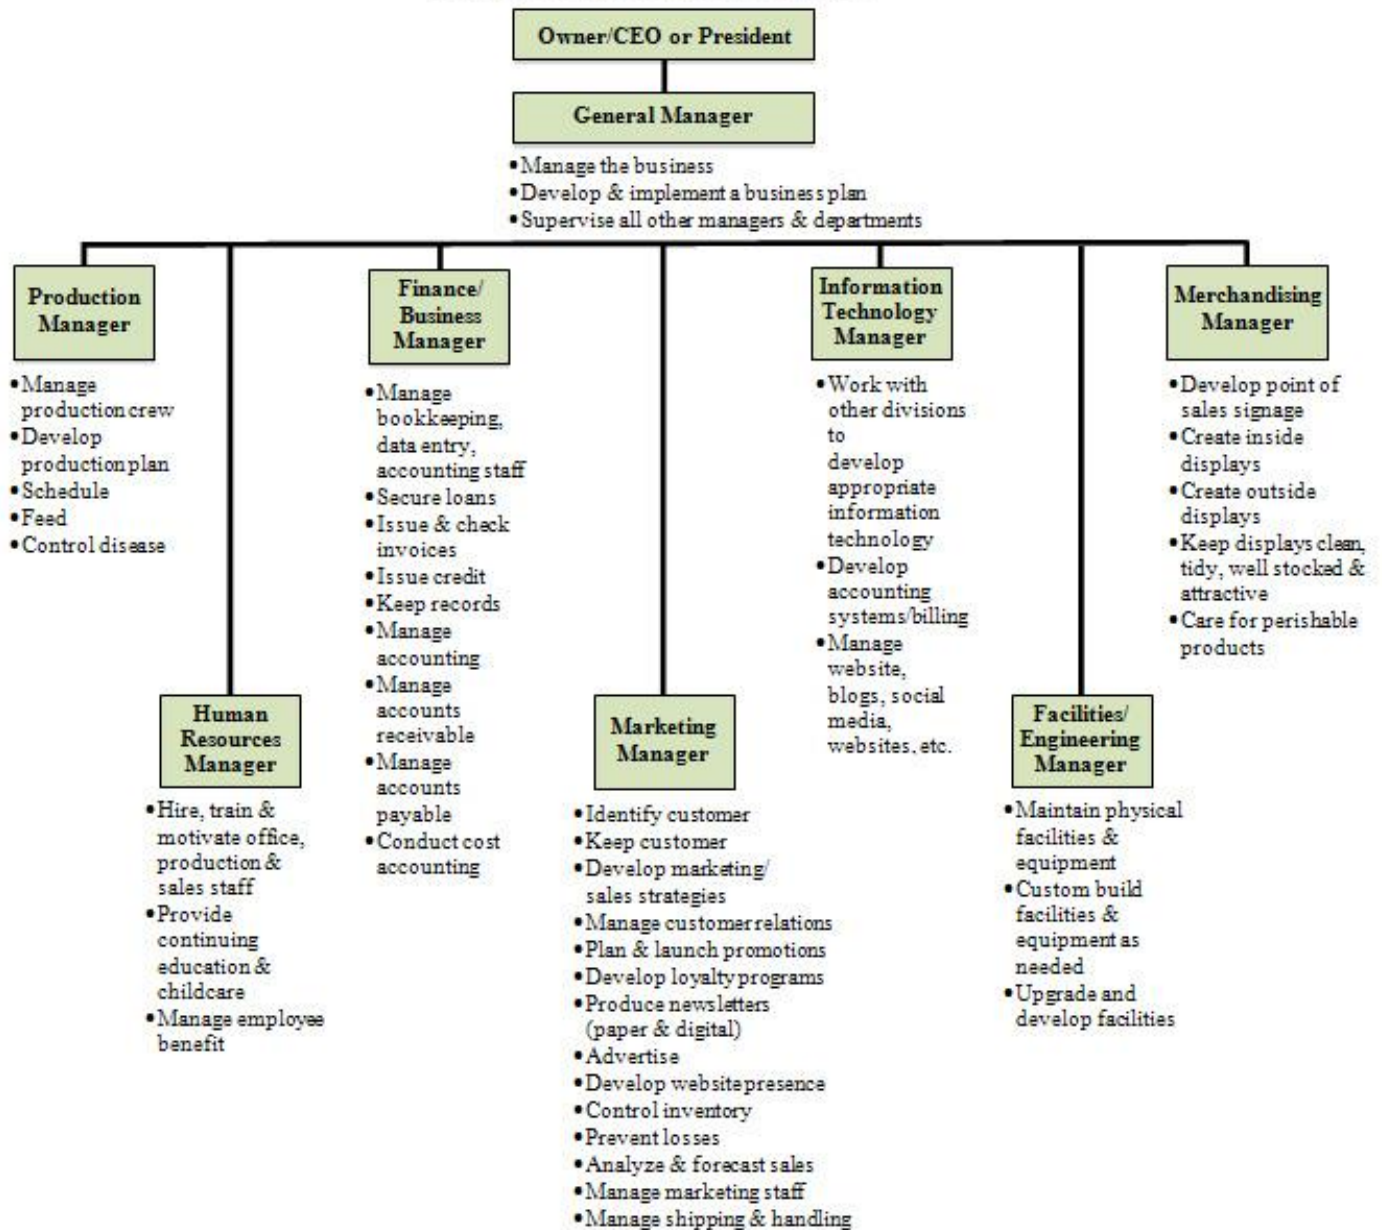 Owner/CEO or President
General Manager
•Manage the business
•Develop & implement a business plan
•Supervise all other managers & departments
Production
Manager
•Manage
production crew
•Develop
production plan
•Schedule
•Feed
•Control disease
Human
Resources
Manager
•Hire, train &
motivate office,
production &
sales staff
•Provide
continuing
education &
childcare
•Manage employee
benefit
Finance/
Business
Manager
•Manage
bookkeeping,
data entry,
accounting staff
•Secure loans
•Issue & check
invoices
•Issue credit
•Keep records
•Manage
accounting
•Manage
accounts
receivable
•Manage
accounts
payable
•Conduct cost
accounting
Marketing
Manager
•Identify customer
•Keep customer
•Develop marketing/
sales strategies
•Manage customer relations
•Plan & launch promotions
•Develop loyalty programs
•Produce newsletters
(paper & digital)
•Advertise
•Develop website presence
•Control inventory
•Prevent losses
•Analyze & forecast sales
•Manage marketing staff
•Manage shipping & handling
Information
Technology
Manager
•Work with
other divisions
to
develop
appropriate
information
technology
•Develop
accounting
systems/billing
•Manage
website,
blogs, social
media,
websites, etc.
Facilities/
Engineering
Manager
•Maintain physical
facilities &
equipment
•Custom build
facilities &
equipment as
needed
•Upgrade and
develop facilities
Merchandising
Manager
•Develop point of
sales signage
•Create inside
displays
•Create outside
displays
•Keep displays clean,
tidy, well stocked &
attractive
•Care for perishable
products